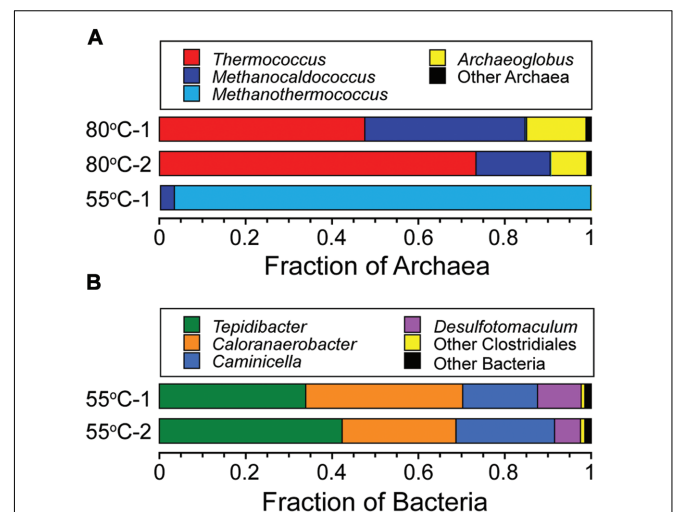 A
Thermococcus
Methanocaldococcus
Methanothermococcus
Archaeoglobus
Other Archaea
80°C-1
80°C-2
55°C-1
0 0.2 0.4 0.6 0.8 1
Fraction of Archaea
B
Tepidibacter
Caloranaerobacter
Caminicella
Desulfotomaculum
Other Clostridiales
Other Bacteria
55°C-1
55°C-2
0 0.2 0.4 0.6 0.8 1
Fraction of Bacteria